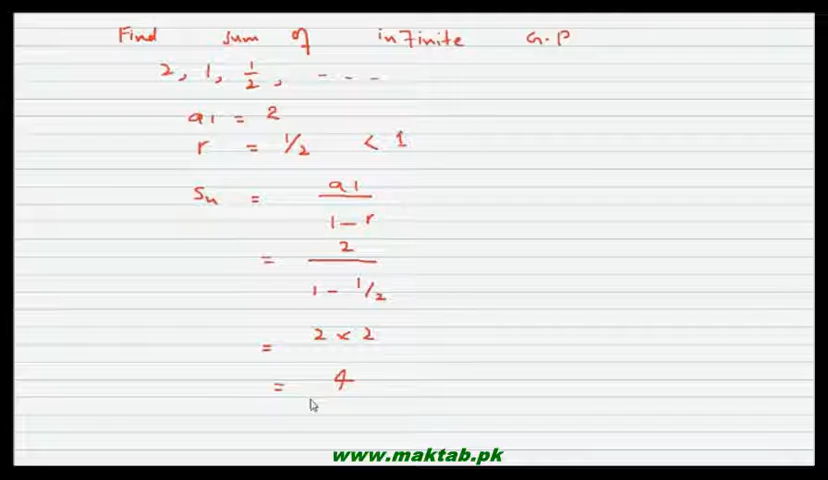 Find sum of infinite G.P
2, 1, 1/2, - - -
a1 = 2
r = 1/2 < 1
Sn = a1 / 1 - r
= 2 / 1 - 1/2
= 2 × 2
= 4
www.maktab.pk